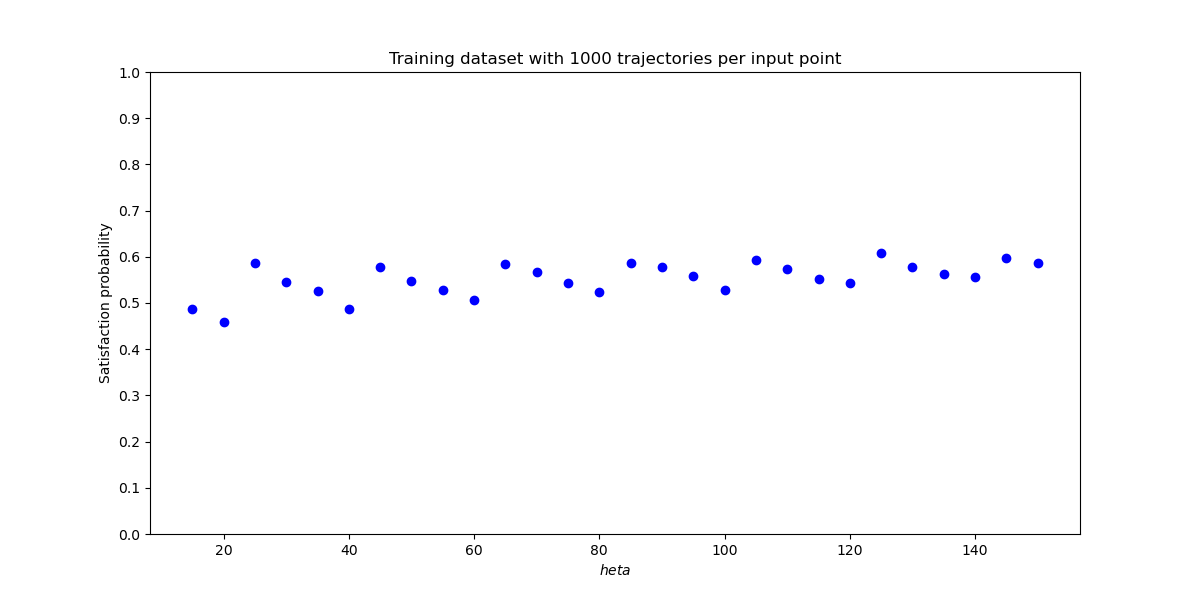 Training dataset with 1000 trajectories per input point
1.0
0.9
0.8
0.7
0.6
0.5
0.4
0.3
0.2
0.1
0.0
Satisfaction probability
20 40 60 80 100 120 140
heta